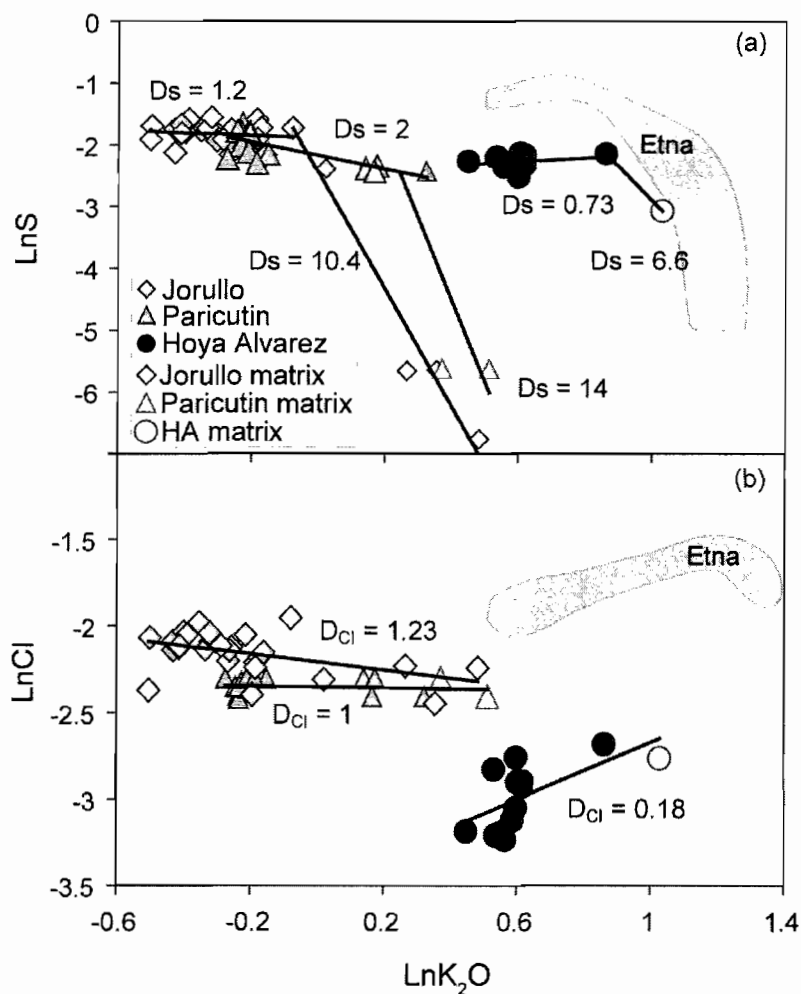 0
(a)
-1
Ds = 1.2
Ds = 2
Etna
-2
-3
Ds = 0.73
LnS
Ds = 10.4
Ds = 6.6
-4
Jorullo
Paricutin
-5
Hoya Alvarez
Jorullo matrix
Ds = 14
-6
Paricutin matrix
HA matrix
(b)
-1.5
Etna
-2
DCl = 1.23
LnCl
-2.5
DCl = 1
-3
DCl = 0.18
-3.5
-0.6 -0.2 0.2 0.6 1 1.4
LnK₂O